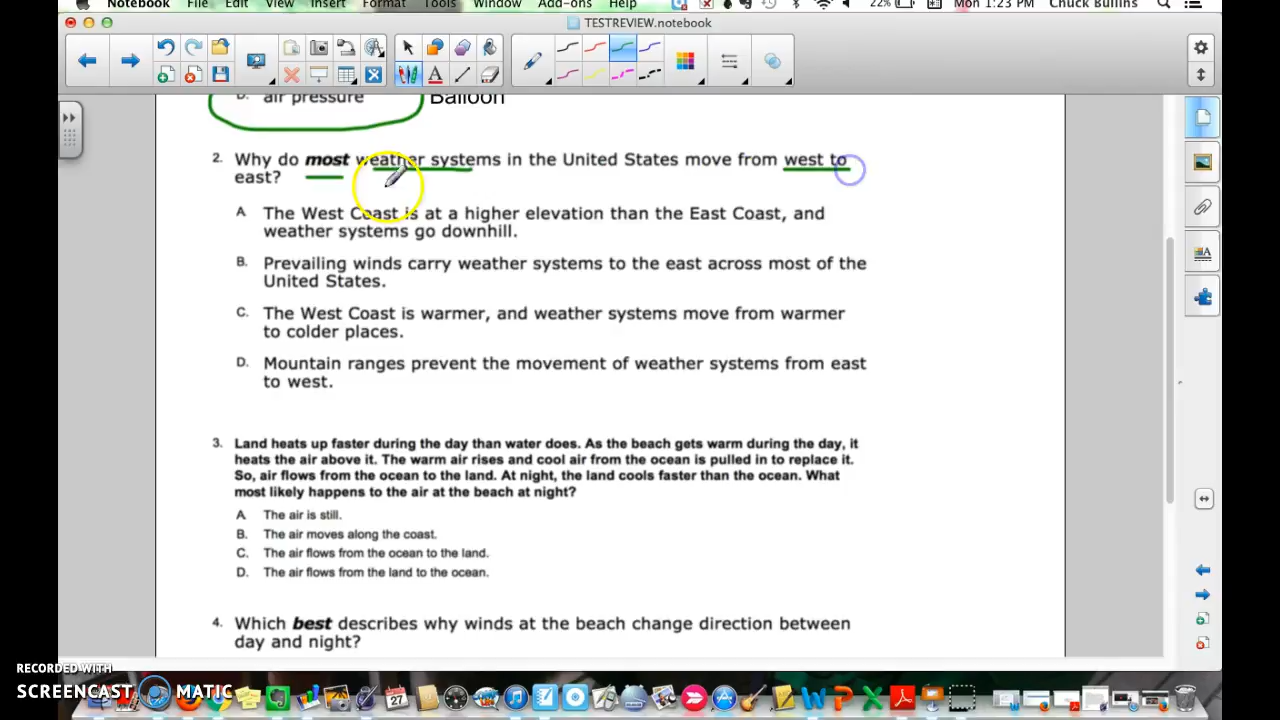 Notebook File Edit View Insert Format Tools Window Add-ons Help 22% Mon 1:23 PM Chuck Bullins
TESTREVIEW.notebook
D. air pressure Balloon
2. Why do most weather systems in the United States move from west to
east?
A The West Coast is at a higher elevation than the East Coast, and
weather systems go downhill.
B. Prevailing winds carry weather systems to the east across most of the
United States.
C. The West Coast is warmer, and weather systems move from warmer
to colder places.
D. Mountain ranges prevent the movement of weather systems from east
to west.
3. Land heats up faster during the day than water does. As the beach gets warm during the day, it
heats the air above it. The warm air rises and cool air from the ocean is pulled in to replace it.
So, air flows from the ocean to the land. At night, the land cools faster than the ocean. What
most likely happens to the air at the beach at night?
A The air is still.
B. The air moves along the coast.
C. The air flows from the ocean to the land.
D. The air flows from the land to the ocean.
4. Which best describes why winds at the beach change direction between
day and night?
RECORDED WITH
SCREENCAST MATIC